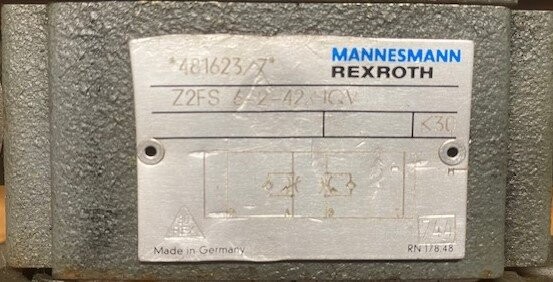 *481623/7*
MANNESMANN
REXROTH
Z2FS 6-2-42/1QV
<30
Made in Germany
RN 178.48